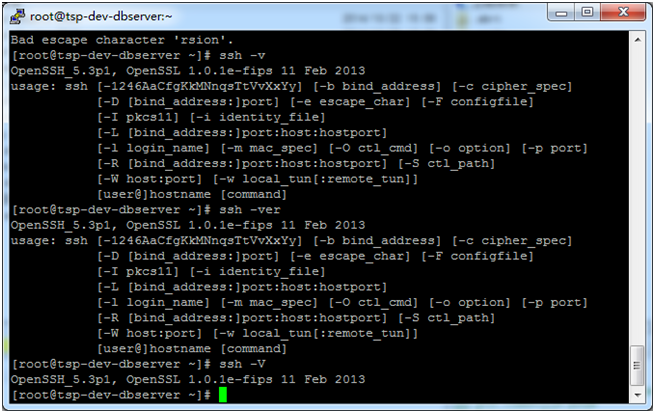 root@tsp-dev-dbserver:~
Bad escape character 'rsion'.
[root@tsp-dev-dbserver ~]# ssh -v
OpenSSH_5.3p1, OpenSSL 1.0.1e-fips 11 Feb 2013
usage: ssh [-1246AaCfgKkMNnqsTtVvXxYy] [-b bind_address] [-c cipher_spec]
           [-D [bind_address:]port] [-e escape_char] [-F configfile]
           [-I pkcs11] [-i identity_file]
           [-L [bind_address:]port:host:hostport]
           [-l login_name] [-m mac_spec] [-O ctl_cmd] [-o option] [-p port]
           [-R [bind_address:]port:host:hostport] [-S ctl_path]
           [-W host:port] [-w local_tun[:remote_tun]]
           [user@]hostname [command]
[root@tsp-dev-dbserver ~]# ssh -ver
OpenSSH_5.3p1, OpenSSL 1.0.1e-fips 11 Feb 2013
usage: ssh [-1246AaCfgKkMNnqsTtVvXxYy] [-b bind_address] [-c cipher_spec]
           [-D [bind_address:]port] [-e escape_char] [-F configfile]
           [-I pkcs11] [-i identity_file]
           [-L [bind_address:]port:host:hostport]
           [-l login_name] [-m mac_spec] [-O ctl_cmd] [-o option] [-p port]
           [-R [bind_address:]port:host:hostport] [-S ctl_path]
           [-W host:port] [-w local_tun[:remote_tun]]
           [user@]hostname [command]
[root@tsp-dev-dbserver ~]# ssh -V
OpenSSH_5.3p1, OpenSSL 1.0.1e-fips 11 Feb 2013
[root@tsp-dev-dbserver ~]#